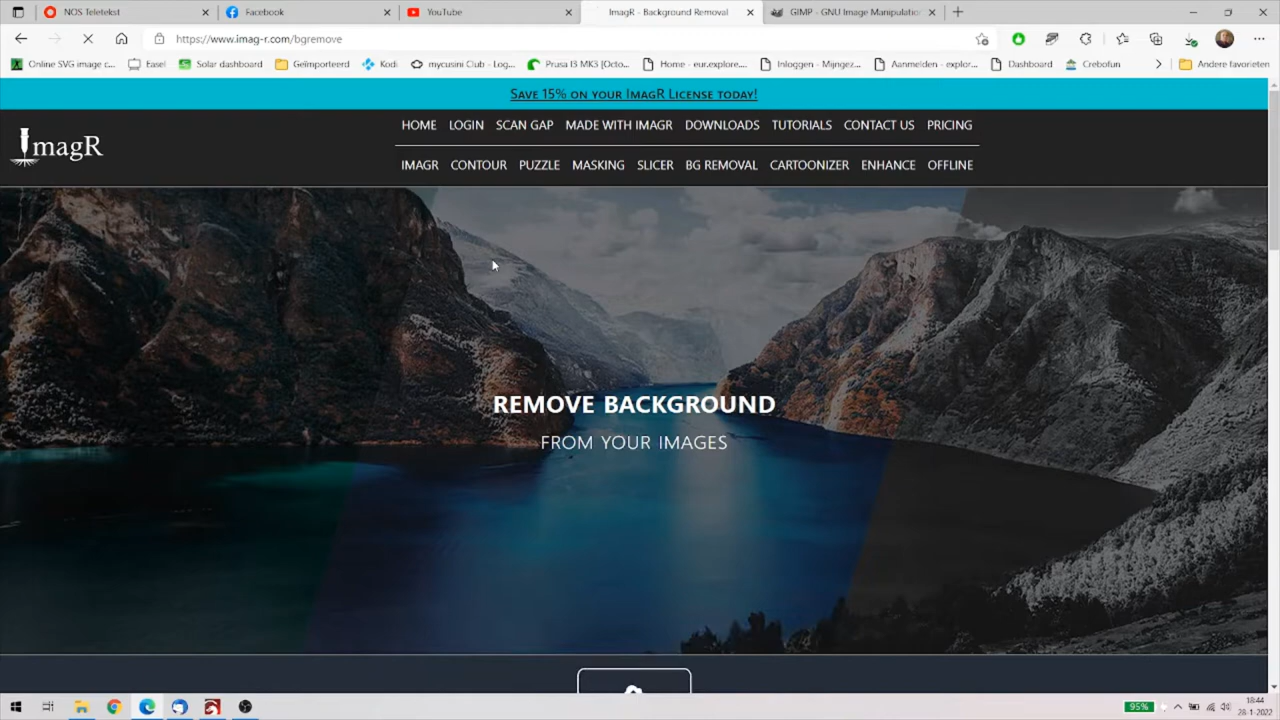 NOS Teletekst
Facebook
YouTube
ImagR - Background Removal
GIMP - GNU Image Manipulation
https://www.imag-r.com/bgremove
Online SVG image c...
Easel
Solar dashboard
Geïmporteerd
Kodi
mycusini Club - Log...
Prusa I3 MK3 [Octo...
Home - eur.explore...
Inloggen - Mijngez...
Aanmelden - explor...
Dashboard
Crebofun
Andere favorieten
SAVE 15% ON YOUR IMAGR LICENSE TODAY!
ImagR
HOME LOGIN SCAN GAP MADE WITH IMAGR DOWNLOADS TUTORIALS CONTACT US PRICING
IMAGR CONTOUR PUZZLE MASKING SLICER BG REMOVAL CARTOONIZER ENHANCE OFFLINE
REMOVE BACKGROUND
FROM YOUR IMAGES
95%
18:44
28-1-2022